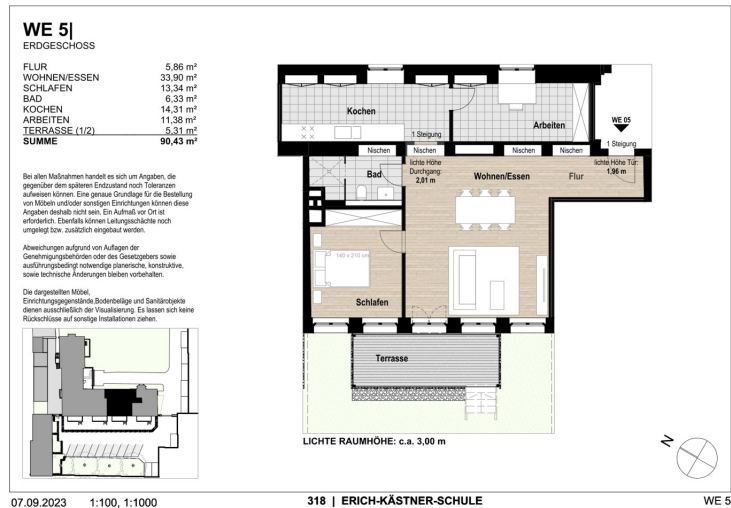 WE 5|
ERDGESCHOSS
FLUR 5,86 m²
WOHNEN/ESSEN 33,90 m²
SCHLAFEN 13,34 m²
BAD 6,33 m²
KOCHEN 14,31 m²
ARBEITEN 11,38 m²
TERRASSE (1/2) 5,31 m²
SUMME 90,43 m²
Bei allen Maßnahmen handelt es sich um Angaben, die
gegenüber dem späteren Endzustand noch Toleranzen
aufweisen können. Eine genaue Grundlage für die Bestellung
von Möbeln und/oder sonstigen Einrichtungen können diese
Angaben deshalb nicht sein. Ein Aufmaß vor Ort ist
erforderlich. Ebenfalls können Leitungsschächte noch
umgelegt bzw. zusätzlich eingebaut werden.
Abweichungen aufgrund von Auflagen der
Genehmigungsbehörden oder des Gesetzgebers sowie
ausführungsbedingt notwendige planerische, konstruktive,
sowie technische Änderungen bleiben vorbehalten.
Die dargestellten Möbel,
Einrichtungsgegenstände,Bodenbeläge und Sanitärobjekte
dienen ausschließlich der Visualisierung. Es lassen sich keine
Rückschlüsse auf sonstige Installationen ziehen.
Kochen
Arbeiten
WE 05
1 Steigung
1 Steigung
Nischen
Nischen
Nischen
Nischen
lichte Höhe
Durchgang:
2,01 m
lichte Höhe Tür:
1,96 m
Bad
Wohnen/Essen
Flur
140 x 210 cm
Schlafen
Terrasse
LICHTE RAUMHÖHE: c.a. 3,00 m
N
07.09.2023 1:100, 1:1000
318 | ERICH-KÄSTNER-SCHULE
WE 5